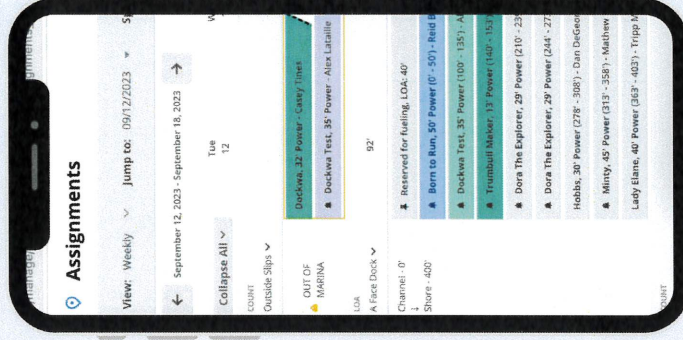 manage/
Assignments
View: Weekly Jump to: 09/12/2023
September 12, 2023 - September 18, 2023
Collapse All
Tue
12
COUNT
Outside Slips
OUT OF
MARINA
Dockwa, 32' Power - Casey Tines
Dockwa Test, 35' Power - Alex Lataille
LOA
92'
A Face Dock
Channel - 0'
↓
Shore - 400'
Reserved for fueling, LOA: 40'
Born to Run, 50' Power (0' - 50') - Reid B
Dockwa Test, 35' Power (100' - 135') - Al
Trumbull Maker, 13' Power (140' - 153')
Dora The Explorer, 29' Power (210' - 239
Dora The Explorer, 29' Power (244' - 273
Hobbs, 30' Power (278' - 308') - Dan DeGeor
Minty, 45' Power (313' - 358') - Mathew
Lady Elane, 40' Power (363' - 403') - Tripp M